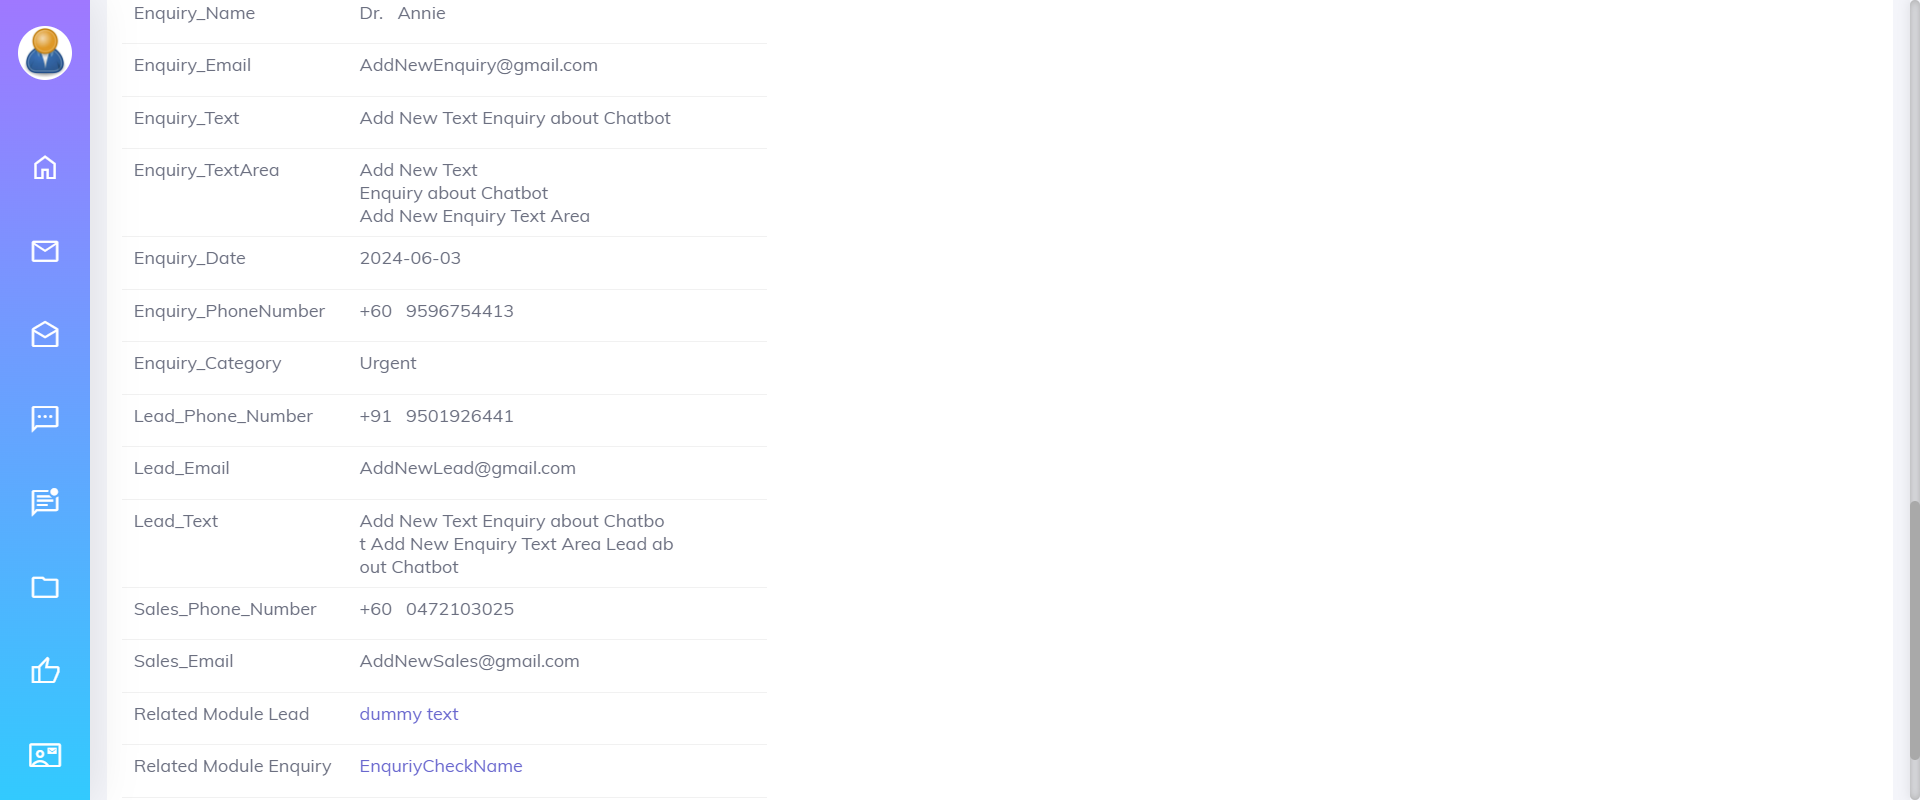 Enquiry_Name Dr. Annie
Enquiry_Email AddNewEnquiry@gmail.com
Enquiry_Text Add New Text Enquiry about Chatbot
Enquiry_TextArea Add New Text
Enquiry about Chatbot
Add New Enquiry Text Area
Enquiry_Date 2024-06-03
Enquiry_PhoneNumber +60 9596754413
Enquiry_Category Urgent
Lead_Phone_Number +91 9501926441
Lead_Email AddNewLead@gmail.com
Lead_Text Add New Text Enquiry about Chatbo
t Add New Enquiry Text Area Lead ab
out Chatbot
Sales_Phone_Number +60 0472103025
Sales_Email AddNewSales@gmail.com
Related Module Lead dummy text
Related Module Enquiry EnquriyCheckName